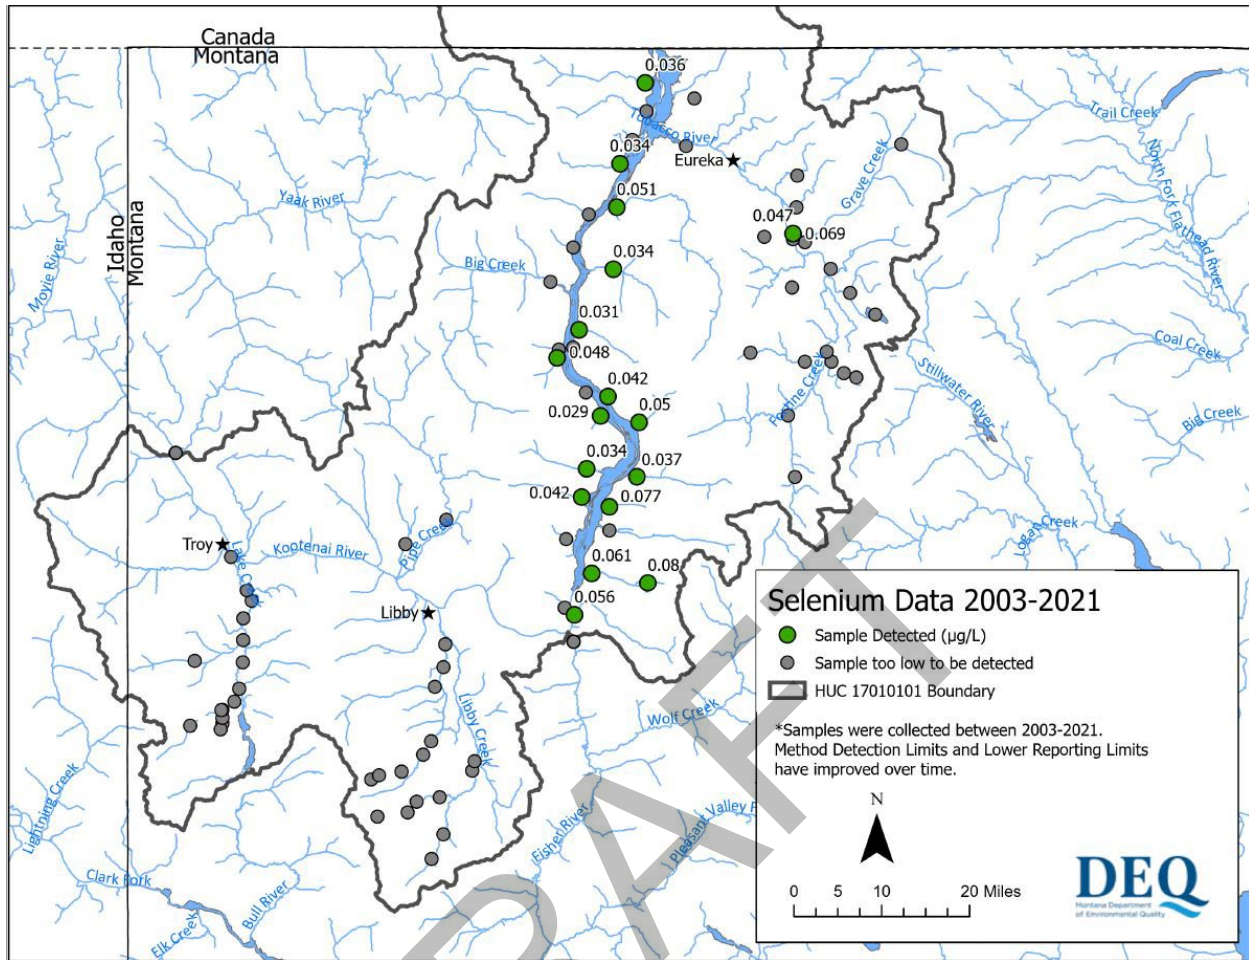 Canada
Montana
Idaho
Montana
0.036
Tobacco River
Eureka
0.034
0.051
Grave Creek
Trail Creek
North Fork Flathead River
Yaak River
Moyie River
0.047
0.069
0.034
Big Creek
0.031
0.048
Coal Creek
Stillwater River
0.042
0.029
0.05
Fortine Creek
Big Creek
0.034
0.037
0.042
0.077
Troy
Lake Creek
Kootenai River
Pipe Creek
Logan Creek
0.061
0.08
0.056
Libby
Libby Creek
Wolf Creek
Lightning Creek
Fisher River
Pleasant Valley
Clark Fork
Bull River
Elk Creek
Selenium Data 2003-2021
Sample Detected (µg/L)
Sample too low to be detected
HUC 17010101 Boundary
*Samples were collected between 2003-2021.
Method Detection Limits and Lower Reporting Limits
have improved over time.
N
0 5 10 20 Miles
DEQ
Montana Department
of Environmental Quality